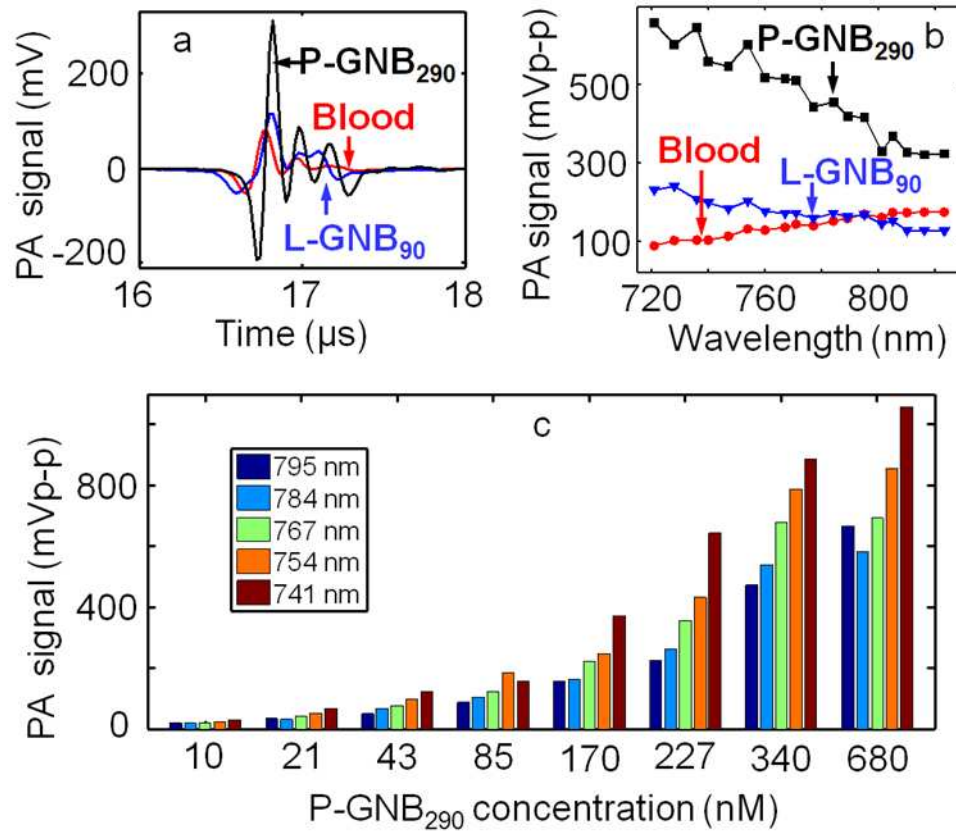 a
P-GNB290
Blood
L-GNB90
200
0
-200
PA signal (mV)
16
17
18
Time (µs)
b
P-GNB290
Blood
L-GNB90
500
300
100
PA signal (mVp-p)
720
760
800
Wavelength (nm)
c
795 nm
784 nm
767 nm
754 nm
741 nm
800
400
0
PA signal (mVp-p)
10
21
43
85
170
227
340
680
P-GNB290 concentration (nM)